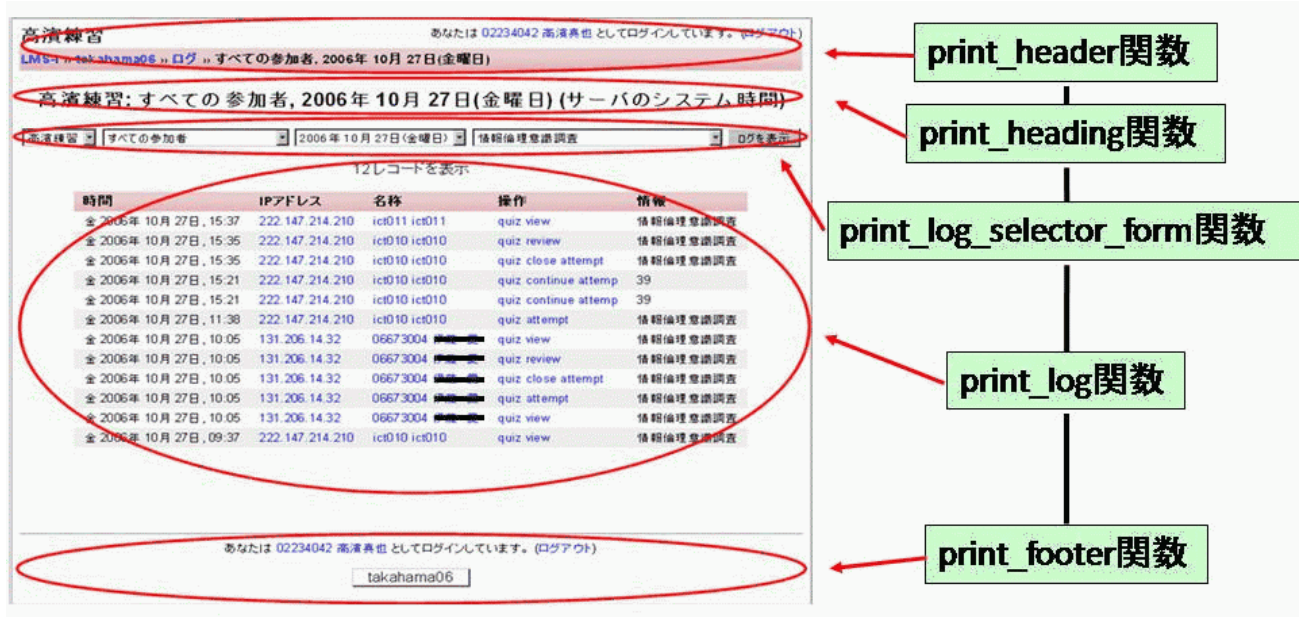 高濱練習
あなたは 02234042 高濱真也 としてログインしています。(ログアウト)
LMS-I » takahama06 » ログ » すべての参加者, 2006年 10月 27日(金曜日)
高濱練習: すべての参加者, 2006年 10月 27日(金曜日) (サーバのシステム時間)
高濱練習 すべての参加者 2006年 10月 27日(金曜日) 情報倫理意識調査 ログを表示
12レコードを表示
時間 IPアドレス 名称 操作 情報
金 2006年 10月 27日, 15:37 222.147.214.210 ict011 ict011 quiz view 情報倫理意識調査
金 2006年 10月 27日, 15:35 222.147.214.210 ict010 ict010 quiz review 情報倫理意識調査
金 2006年 10月 27日, 15:35 222.147.214.210 ict010 ict010 quiz close attempt 情報倫理意識調査
金 2006年 10月 27日, 15:21 222.147.214.210 ict010 ict010 quiz continue attemp 39
金 2006年 10月 27日, 15:21 222.147.214.210 ict010 ict010 quiz continue attemp 39
金 2006年 10月 27日, 11:38 222.147.214.210 ict010 ict010 quiz attempt 情報倫理意識調査
金 2006年 10月 27日, 10:05 131.206.14.32 06673004 quiz view 情報倫理意識調査
金 2006年 10月 27日, 10:05 131.206.14.32 06673004 quiz review 情報倫理意識調査
金 2006年 10月 27日, 10:05 131.206.14.32 06673004 quiz close attempt 情報倫理意識調査
金 2006年 10月 27日, 10:05 131.206.14.32 06673004 quiz attempt 情報倫理意識調査
金 2006年 10月 27日, 10:05 131.206.14.32 06673004 quiz view 情報倫理意識調査
金 2006年 10月 27日, 09:37 222.147.214.210 ict010 ict010 quiz view 情報倫理意識調査
あなたは 02234042 高濱真也 としてログインしています。(ログアウト)
takahama06
print_header関数
print_heading関数
print_log_selector_form関数
print_log関数
print_footer関数